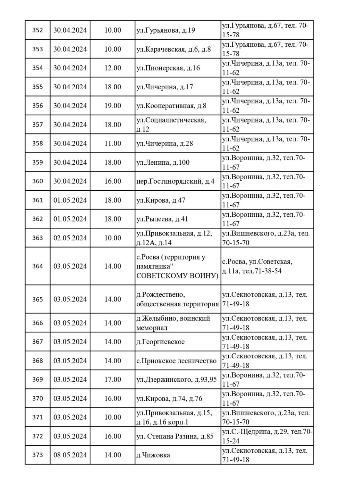 352 30.04.2024 10.00 ул.Гурьянова, д.19 ул.Гурьянова, д.67, тел. 70-
15-78
353 30.04.2024 10.00 ул.Карачевская, д.6, д.8 ул.Гурьянова, д.67, тел. 70-
15-78
354 30.04.2024 12.00 ул.Пионерская, д.16 ул.Чичерина, д.13а, тел. 70-
11-62
355 30.04.2024 18.00 ул.Чичерина, д.17 ул.Чичерина, д.13а, тел. 70-
11-62
356 30.04.2024 19.00 ул.Кооперативная, д.8 ул.Чичерина, д.13а, тел. 70-
11-62
357 30.04.2024 18.00 ул.Социалистическая,
д.12 ул.Чичерина, д.13а, тел. 70-
11-62
358 30.04.2024 11.00 ул.Чичерина, д.28 ул.Чичерина, д.13а, тел. 70-
11-62
359 30.04.2024 18.00 ул.Ленина, д.100 ул.Воронина, д.32, тел.70-
11-67
360 30.04.2024 16.00 пер.Гостинорядский, д.4 ул.Воронина, д.32, тел.70-
11-67
361 01.05.2024 18.00 ул.Кирова, д.47 ул.Воронина, д.32, тел.70-
11-67
362 01.05.2024 18.00 ул.Рылеева, д.41 ул.Воронина, д.32, тел.70-
11-67
363 02.05.2024 10.00 ул.Привокзальная, д.12,
д.12А, д.14 ул.Вишневского, д.23а, тел.
70-15-70
364 03.05.2024 14.00 с.Росва (территория у
памятника"
СОВЕТСКОМУ ВОИНУ) с.Росва, ул.Советская,
д.11а, тел.71-38-54
365 03.05.2024 14.00 д.Рождествено,
общественная территория ул.Секиотовская, д.13, тел.
71-49-18
366 03.05.2024 14.00 д.Желыбино, воинский
мемориал ул.Секиотовская, д.13, тел.
71-49-18
367 03.05.2024 14.00 д.Георгиевское ул.Секиотовская, д.13, тел.
71-49-18
368 03.05.2024 14.00 с.Приокское лесничество ул.Секиотовская, д.13, тел.
71-49-18
369 03.05.2024 17.00 ул.Дзержинского, д.93,95 ул.Воронина, д.32, тел.70-
11-67
370 03.05.2024 16.00 ул.Кирова, д.74, д.76 ул.Воронина, д.32, тел.70-
11-67
371 03.05.2024 10.00 ул.Привокзальная, д.15,
д.16, д.16 корп.1 ул.Вишневского, д.23а, тел.
70-15-70
372 03.05.2024 16.00 ул. Степана Разина, д.85 ул.С.-Щедрина, д.29, тел.70-
15-24
373 08.05.2024 14.00 д.Чижовка ул.Секиотовская, д.13, тел.
71-49-18